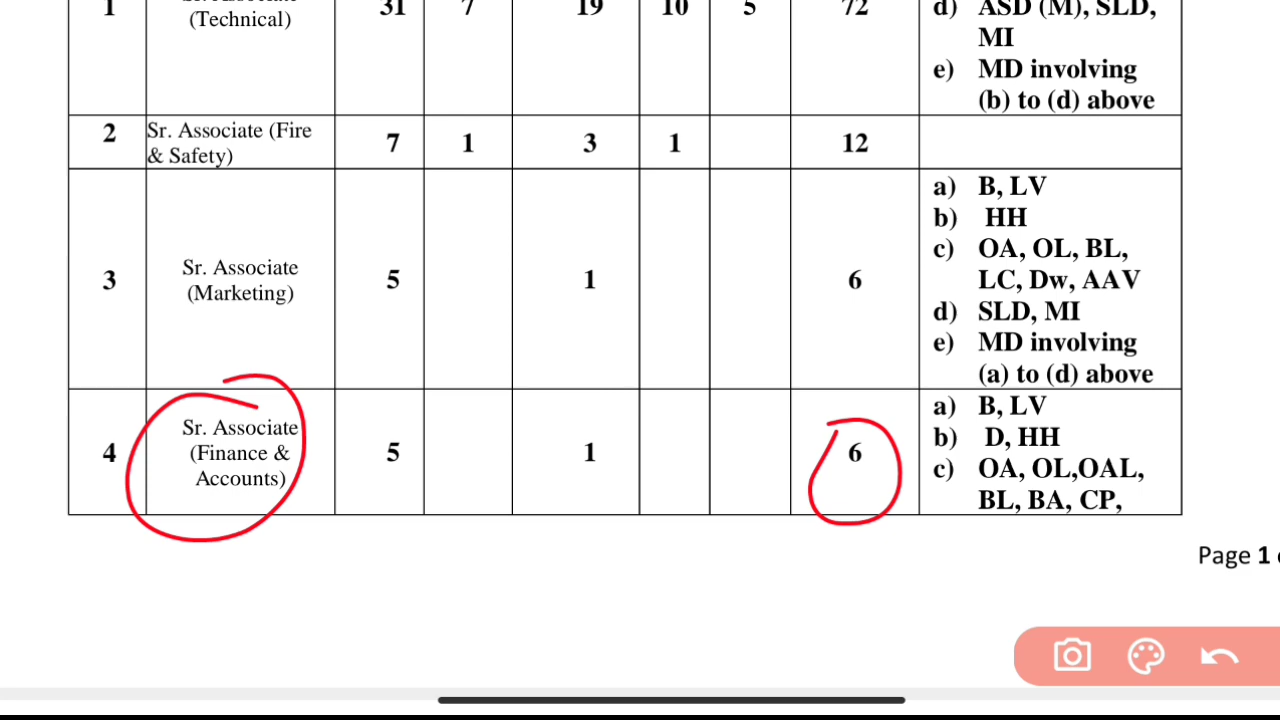 1
(Technical)
31
7
19
10
5
72
d) ASD (M), SLD,
MI
e) MD involving
(b) to (d) above
2
Sr. Associate (Fire
& Safety)
7
1
3
1
12
3
Sr. Associate
(Marketing)
5
1
6
a) B, LV
b) HH
c) OA, OL, BL,
LC, Dw, AAV
d) SLD, MI
e) MD involving
(a) to (d) above
4
Sr. Associate
(Finance &
Accounts)
5
1
6
a) B, LV
b) D, HH
c) OA, OL,OAL,
BL, BA, CP,
Page 1